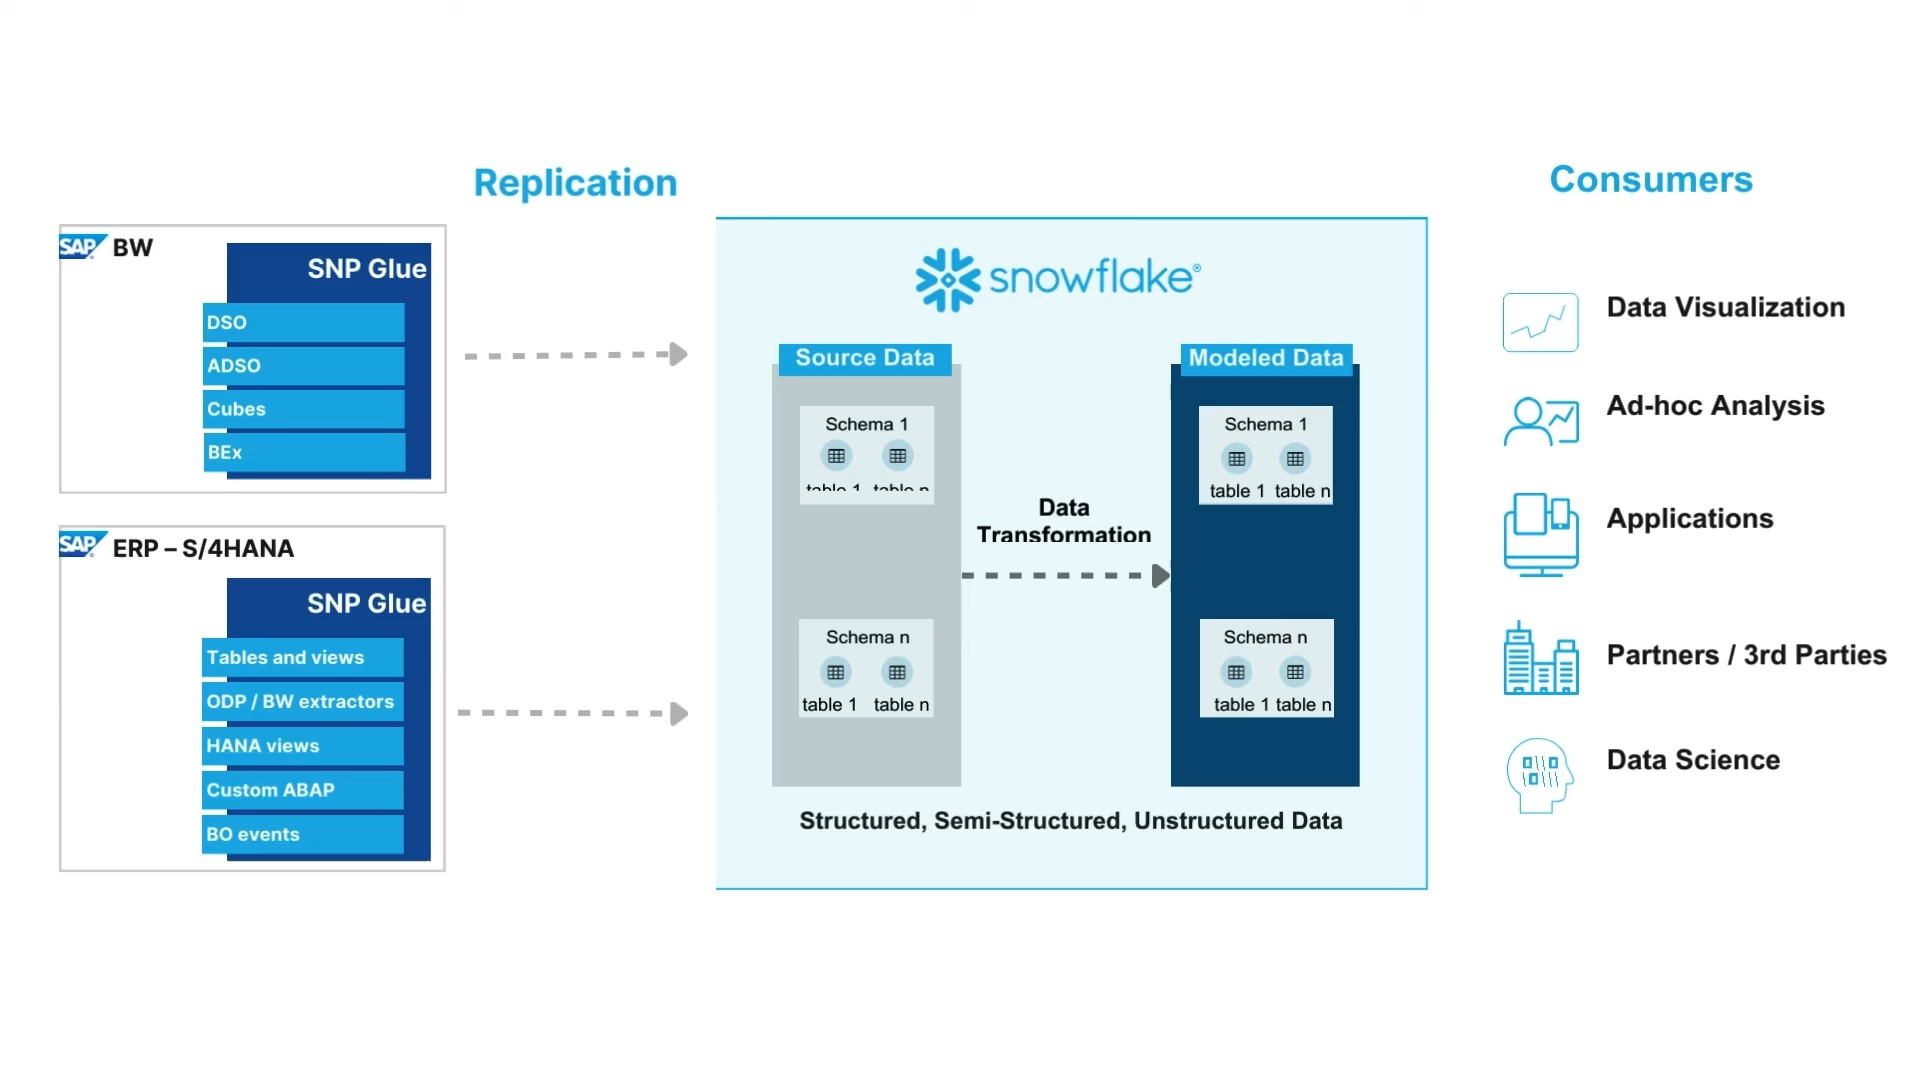 Replication
Consumers
SAP BW
SNP Glue
DSO
ADSO
Cubes
BEx
SAP ERP – S/4HANA
SNP Glue
Tables and views
ODP / BW extractors
HANA views
Custom ABAP
BO events
snowflake®
Source Data
Schema 1
table 1 table n
Schema n
table 1 table n
Data
Transformation
Modeled Data
Schema 1
table 1 table n
Schema n
table 1 table n
Structured, Semi-Structured, Unstructured Data
Data Visualization
Ad-hoc Analysis
Applications
Partners / 3rd Parties
Data Science